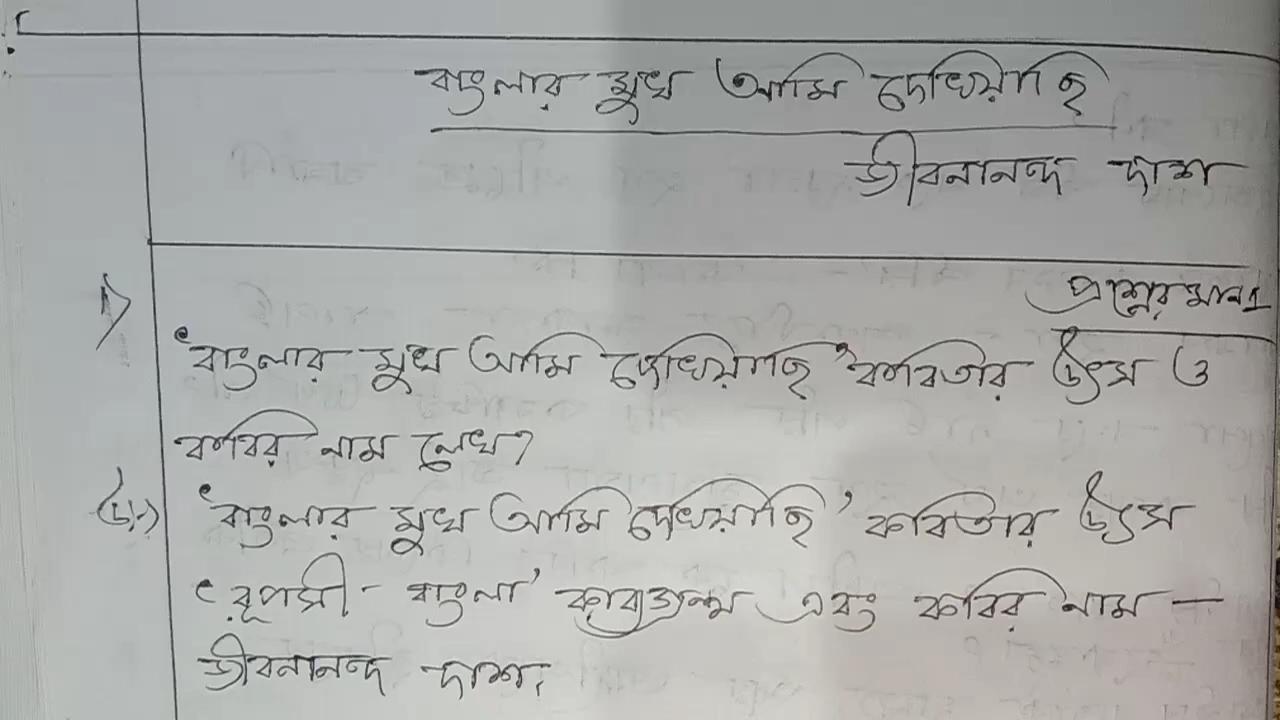 বাংলার মুখ আমি দেখিয়াছি
জীবনানন্দ দাশ
প্রশ্নের মান ১
১)
'বাংলার মুখ আমি দেখিয়াছি' কবিতার উৎস ও
কবির নাম লেখ?
উঃ) 'বাংলার মুখ আমি দেখিয়াছি' কবিতার উৎস
'রূপসী - বাংলা' কাব্যগ্রন্থ এবং কবির নাম —
জীবনানন্দ দাশ।